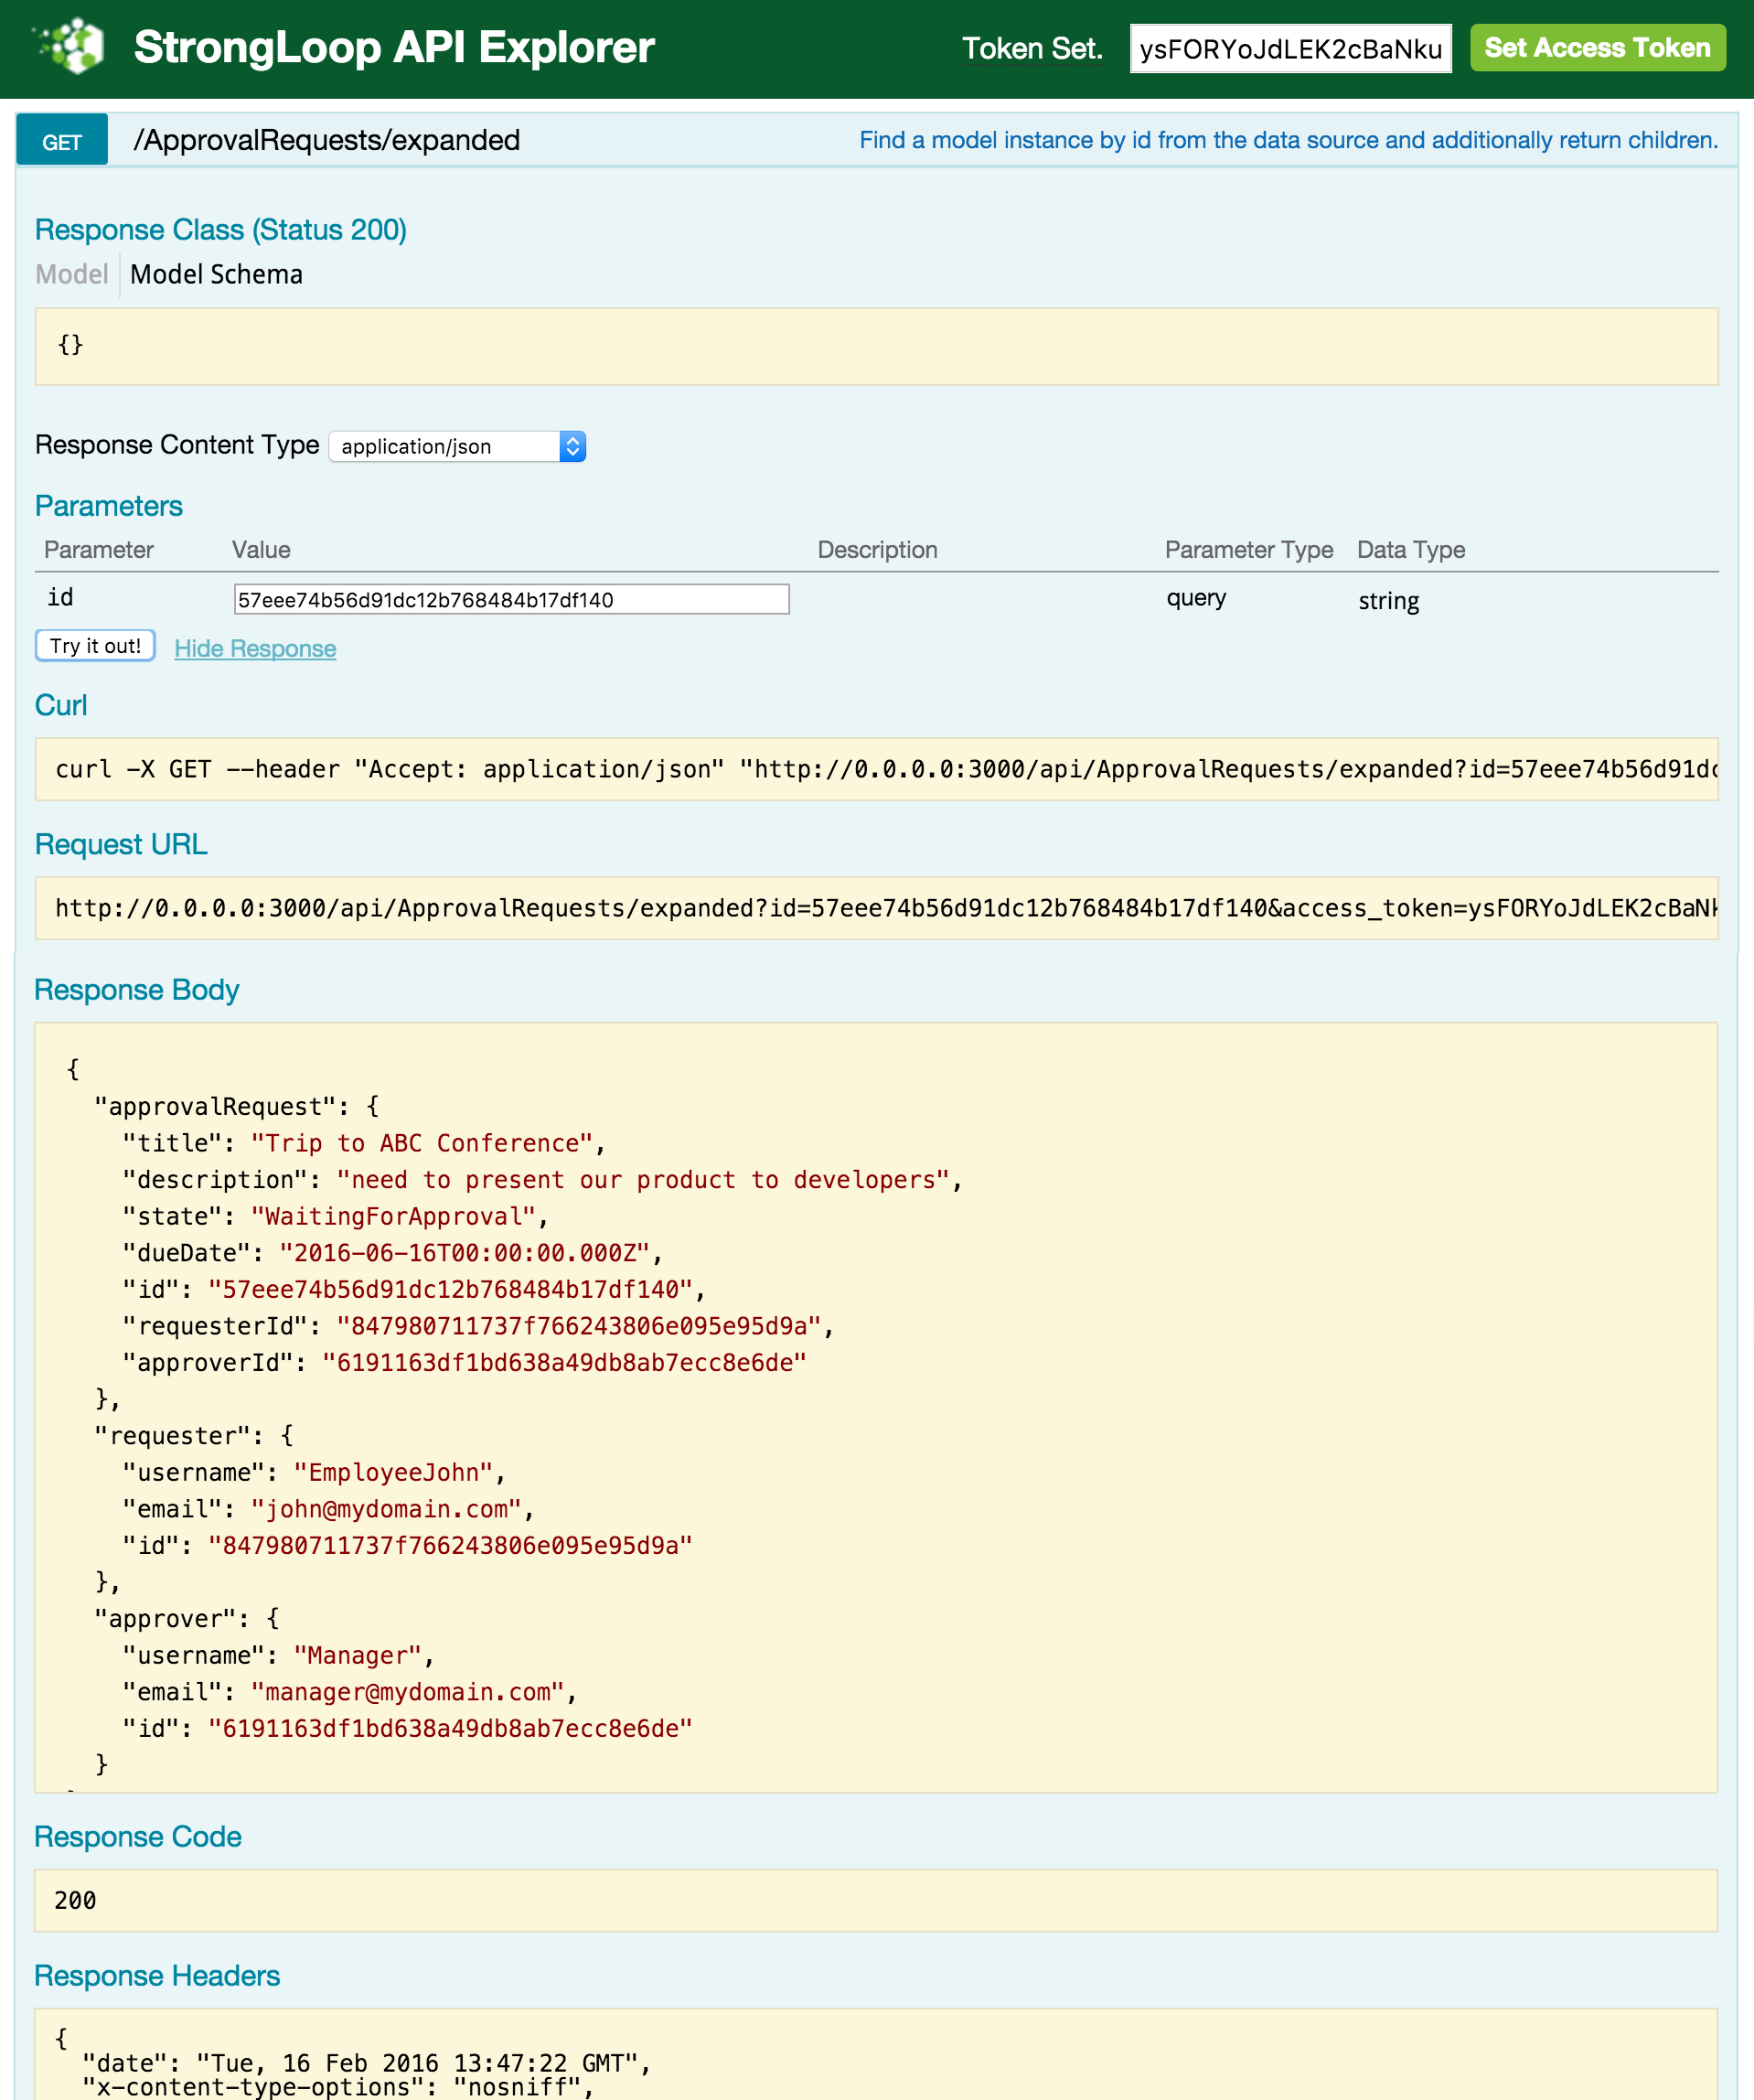 StrongLoop API Explorer Token Set. ysFORYoJdLEK2cBaNku Set Access Token
GET /ApprovalRequests/expanded Find a model instance by id from the data source and additionally return children.
Response Class (Status 200)
Model Model Schema
{}
Response Content Type application/json
Parameters
Parameter Value Description Parameter Type Data Type
id 57eee74b56d91dc12b768484b17df140 query string
Try it out! Hide Response
Curl
curl -X GET --header "Accept: application/json" "http://0.0.0.0:3000/api/ApprovalRequests/expanded?id=57eee74b56d91dc
Request URL
http://0.0.0.0:3000/api/ApprovalRequests/expanded?id=57eee74b56d91dc12b768484b17df140&access_token=ysFORYoJdLEK2cBaNk
Response Body
{
"approvalRequest": {
"title": "Trip to ABC Conference",
"description": "need to present our product to developers",
"state": "WaitingForApproval",
"dueDate": "2016-06-16T00:00:00.000Z",
"id": "57eee74b56d91dc12b768484b17df140",
"requesterId": "847980711737f766243806e095e95d9a",
"approverId": "6191163df1bd638a49db8ab7ecc8e6de"
},
"requester": {
"username": "EmployeeJohn",
"email": "john@mydomain.com",
"id": "847980711737f766243806e095e95d9a"
},
"approver": {
"username": "Manager",
"email": "manager@mydomain.com",
"id": "6191163df1bd638a49db8ab7ecc8e6de"
}
Response Code
200
Response Headers
{
"date": "Tue, 16 Feb 2016 13:47:22 GMT",
"x-content-type-options": "nosniff",